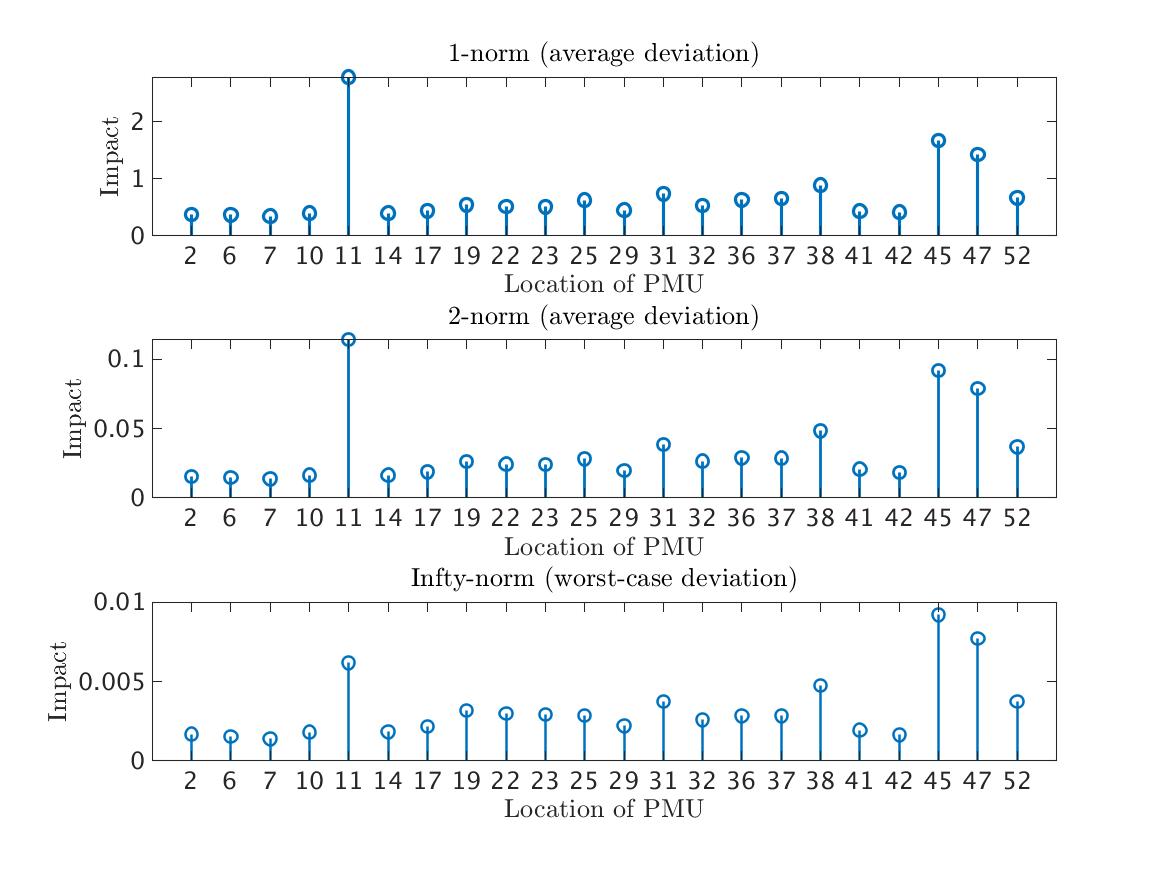 1-norm (average deviation)
Impact
2
1
0
2 6 7 10 11 14 17 19 22 23 25 29 31 32 36 37 38 41 42 45 47 52
Location of PMU
2-norm (average deviation)
Impact
0.1
0.05
0
2 6 7 10 11 14 17 19 22 23 25 29 31 32 36 37 38 41 42 45 47 52
Location of PMU
Infty-norm (worst-case deviation)
Impact
0.01
0.005
0
2 6 7 10 11 14 17 19 22 23 25 29 31 32 36 37 38 41 42 45 47 52
Location of PMU